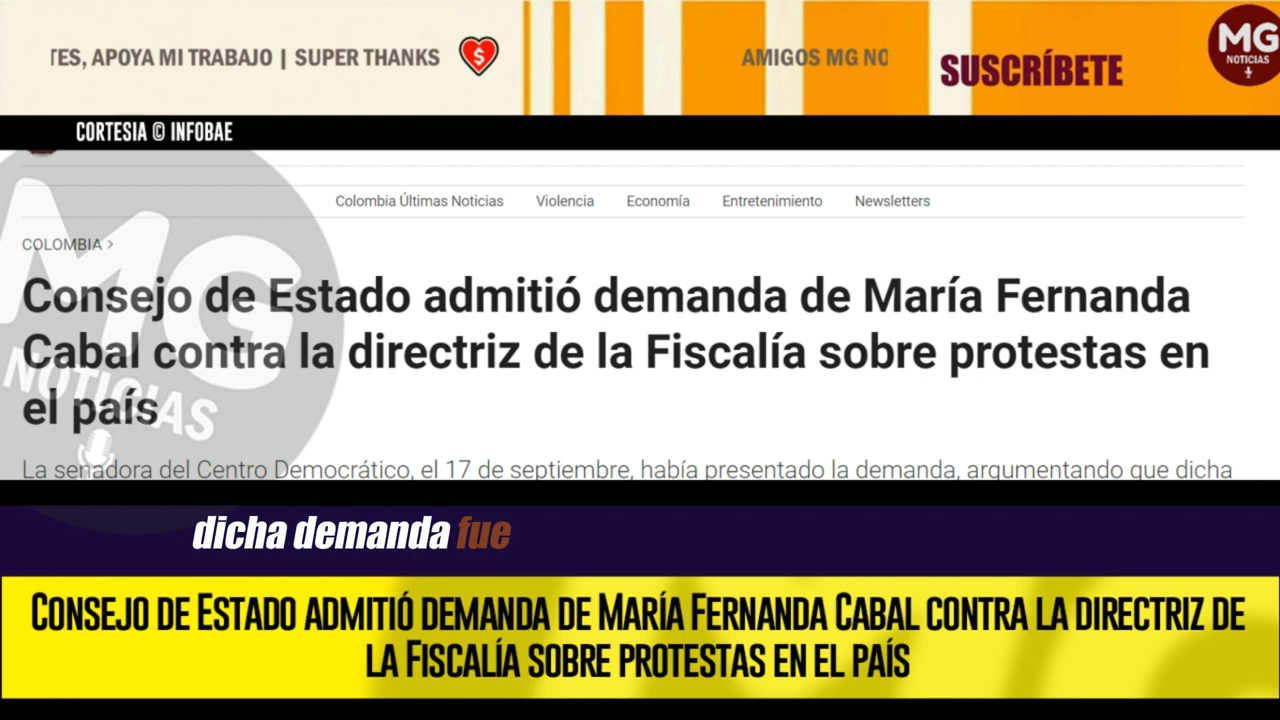 TES, APOYA MI TRABAJO | SUPER THANKS
$
AMIGOS MG NO
SUSCRÍBETE
MG
NOTICIAS
CORTESIA © INFOBAE
Colombia Últimas Noticias Violencia Economía Entretenimiento Newsletters
COLOMBIA >
Consejo de Estado admitió demanda de María Fernanda
Cabal contra la directriz de la Fiscalía sobre protestas en
el país
MG
NOTICIAS
La senadora del Centro Democrático, el 17 de septiembre, había presentado la demanda, argumentando que dicha
dicha demanda fue
CONSEJO DE ESTADO ADMITIÓ DEMANDA DE MARÍA FERNANDA CABAL CONTRA LA DIRECTRIZ DE
LA FISCALÍA SOBRE PROTESTAS EN EL PAÍS